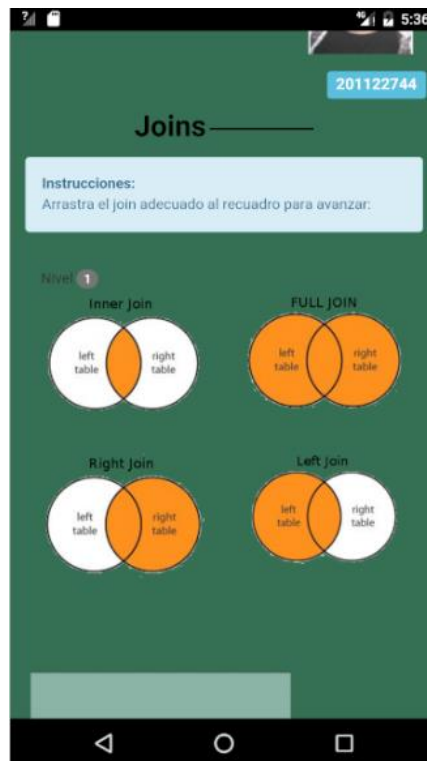 4G 5:36
201122744
Joins
Instrucciones:
Arrastra el join adecuado al recuadro para avanzar:
Nivel 1
Inner Join
FULL JOIN
left table
right table
left table
right table
Right Join
Left Join
left table
right table
left table
right table